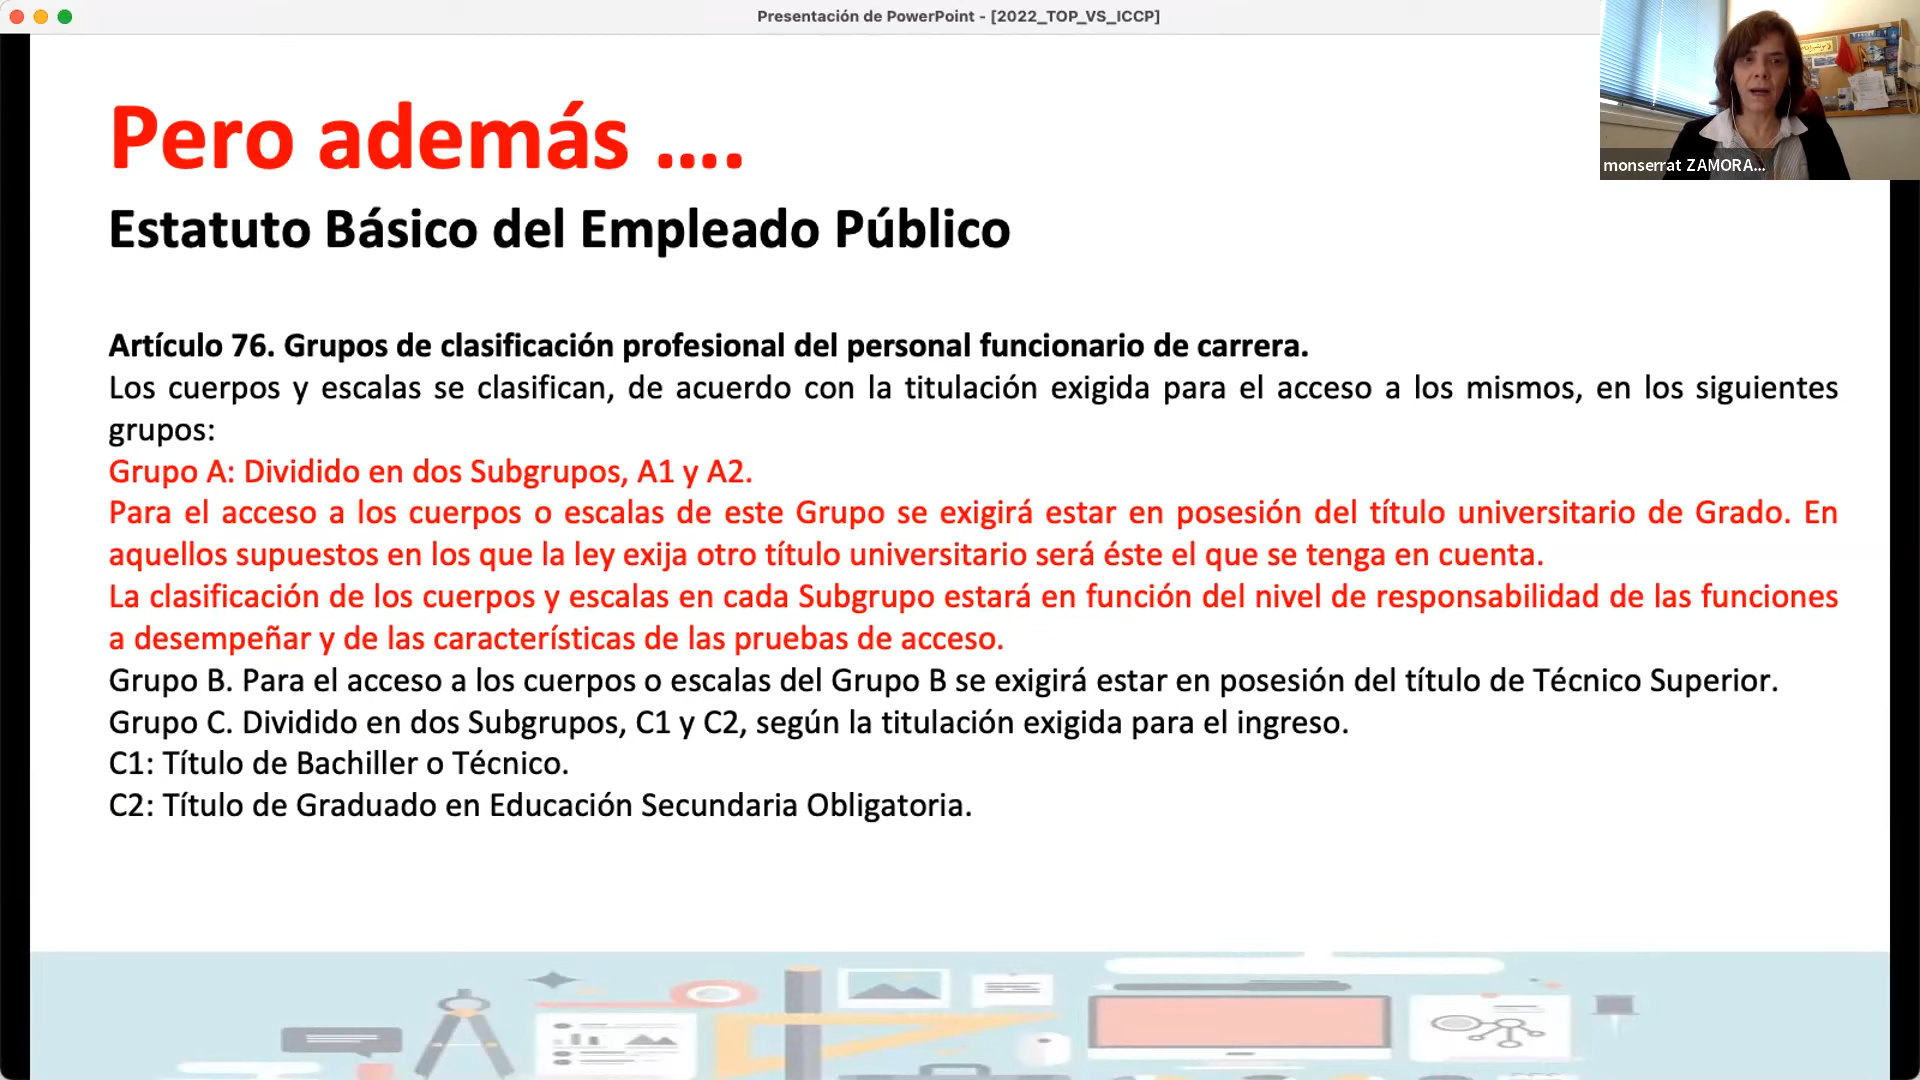 Presentación de PowerPoint - [2022_TOP_VS_ICCP]
monserrat ZAMORA...
Pero además ....
Estatuto Básico del Empleado Público
Artículo 76. Grupos de clasificación profesional del personal funcionario de carrera.
Los cuerpos y escalas se clasifican, de acuerdo con la titulación exigida para el acceso a los mismos, en los siguientes
grupos:
Grupo A: Dividido en dos Subgrupos, A1 y A2.
Para el acceso a los cuerpos o escalas de este Grupo se exigirá estar en posesión del título universitario de Grado. En
aquellos supuestos en los que la ley exija otro título universitario será éste el que se tenga en cuenta.
La clasificación de los cuerpos y escalas en cada Subgrupo estará en función del nivel de responsabilidad de las funciones
a desempeñar y de las características de las pruebas de acceso.
Grupo B. Para el acceso a los cuerpos o escalas del Grupo B se exigirá estar en posesión del título de Técnico Superior.
Grupo C. Dividido en dos Subgrupos, C1 y C2, según la titulación exigida para el ingreso.
C1: Título de Bachiller o Técnico.
C2: Título de Graduado en Educación Secundaria Obligatoria.